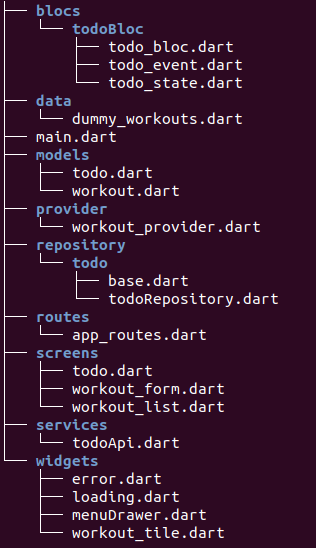 blocs
todoBloc
todo_bloc.dart
todo_event.dart
todo_state.dart
data
dummy_workouts.dart
main.dart
models
todo.dart
workout.dart
provider
workout_provider.dart
repository
todo
base.dart
todoRepository.dart
routes
app_routes.dart
screens
todo.dart
workout_form.dart
workout_list.dart
services
todoApi.dart
widgets
error.dart
loading.dart
menuDrawer.dart
workout_tile.dart